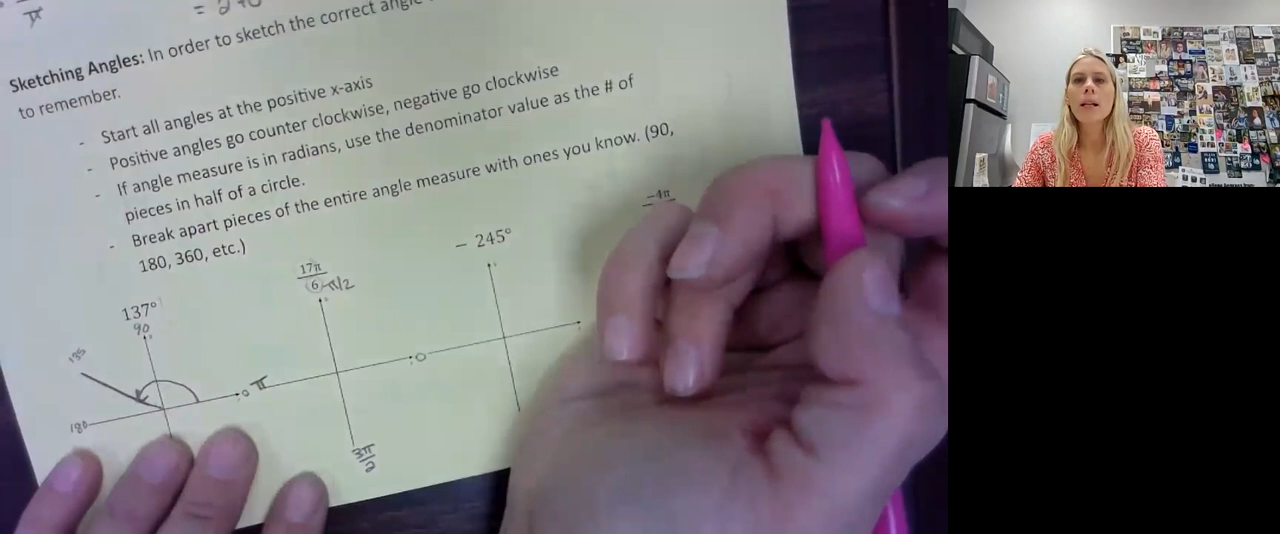 π
= 240
Sketching Angles: In order to sketch the correct angle
to remember.
- Start all angles at the positive x-axis
- Positive angles go counter clockwise, negative go clockwise
- If angle measure is in radians, use the denominator value as the # of
pieces in half of a circle.
- Break apart pieces of the entire angle measure with ones you know. (90,
180, 360, etc.)
137°
90
135
180
0
17π
6
π/2
π
0
3π
2
- 245°
-4π